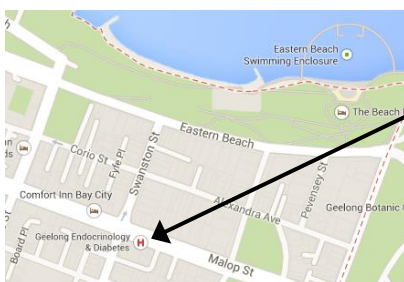 Eastern Beach
Swimming Enclosure
The Beach
Eastern Beach
Corio St
Fyfe Pl
Swanston St
Pevensey St
Comfort Inn Bay City
Alexandra Ave
Geelong Botanic
Geelong Endocrinology
& Diabetes
H
Malop St
Board Pl